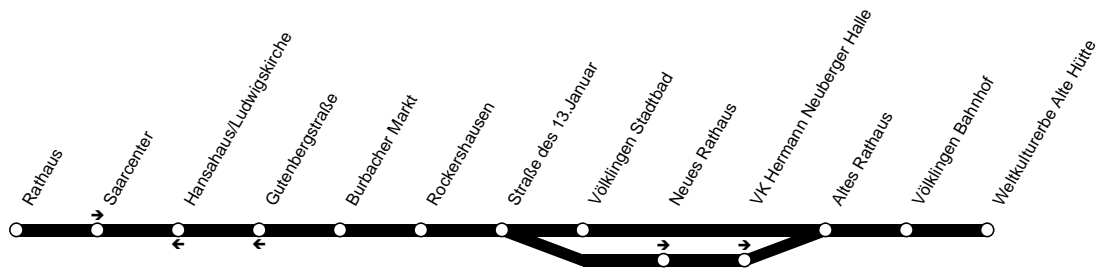 Rathaus
Saarcenter
Hansahaus/Ludwigskirche
Gutenbergstraße
Burbacher Markt
Rockershausen
Straße des 13.Januar
Völklingen Stadtbad
Neues Rathaus
VK Hermann Neuberger Halle
Altes Rathaus
Völklingen Bahnhof
Weltkulturerbe Alte Hütte